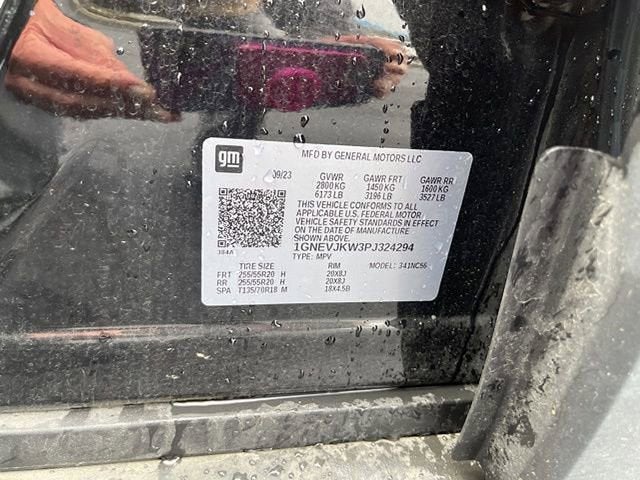 gm
MFD BY GENERAL MOTORS LLC
09/23 GVWR GAWR FRT GAWR RR
2800 KG 1450 KG 1600 KG
6173 LB 3196 LB 3527 LB
THIS VEHICLE CONFORMS TO ALL
APPLICABLE U.S. FEDERAL MOTOR
VEHICLE SAFETY STANDARDS IN EFFECT
ON THE DATE OF MANUFACTURE
SHOWN ABOVE.
1GNEVJKW3PJ324294
384A TYPE: MPV
TIRE SIZE RIM MODEL: 341NC56
FRT 255/55R20 H 20X8J
RR 255/55R20 H 20X8J
SPA T135/70R18 M 18X4.5B